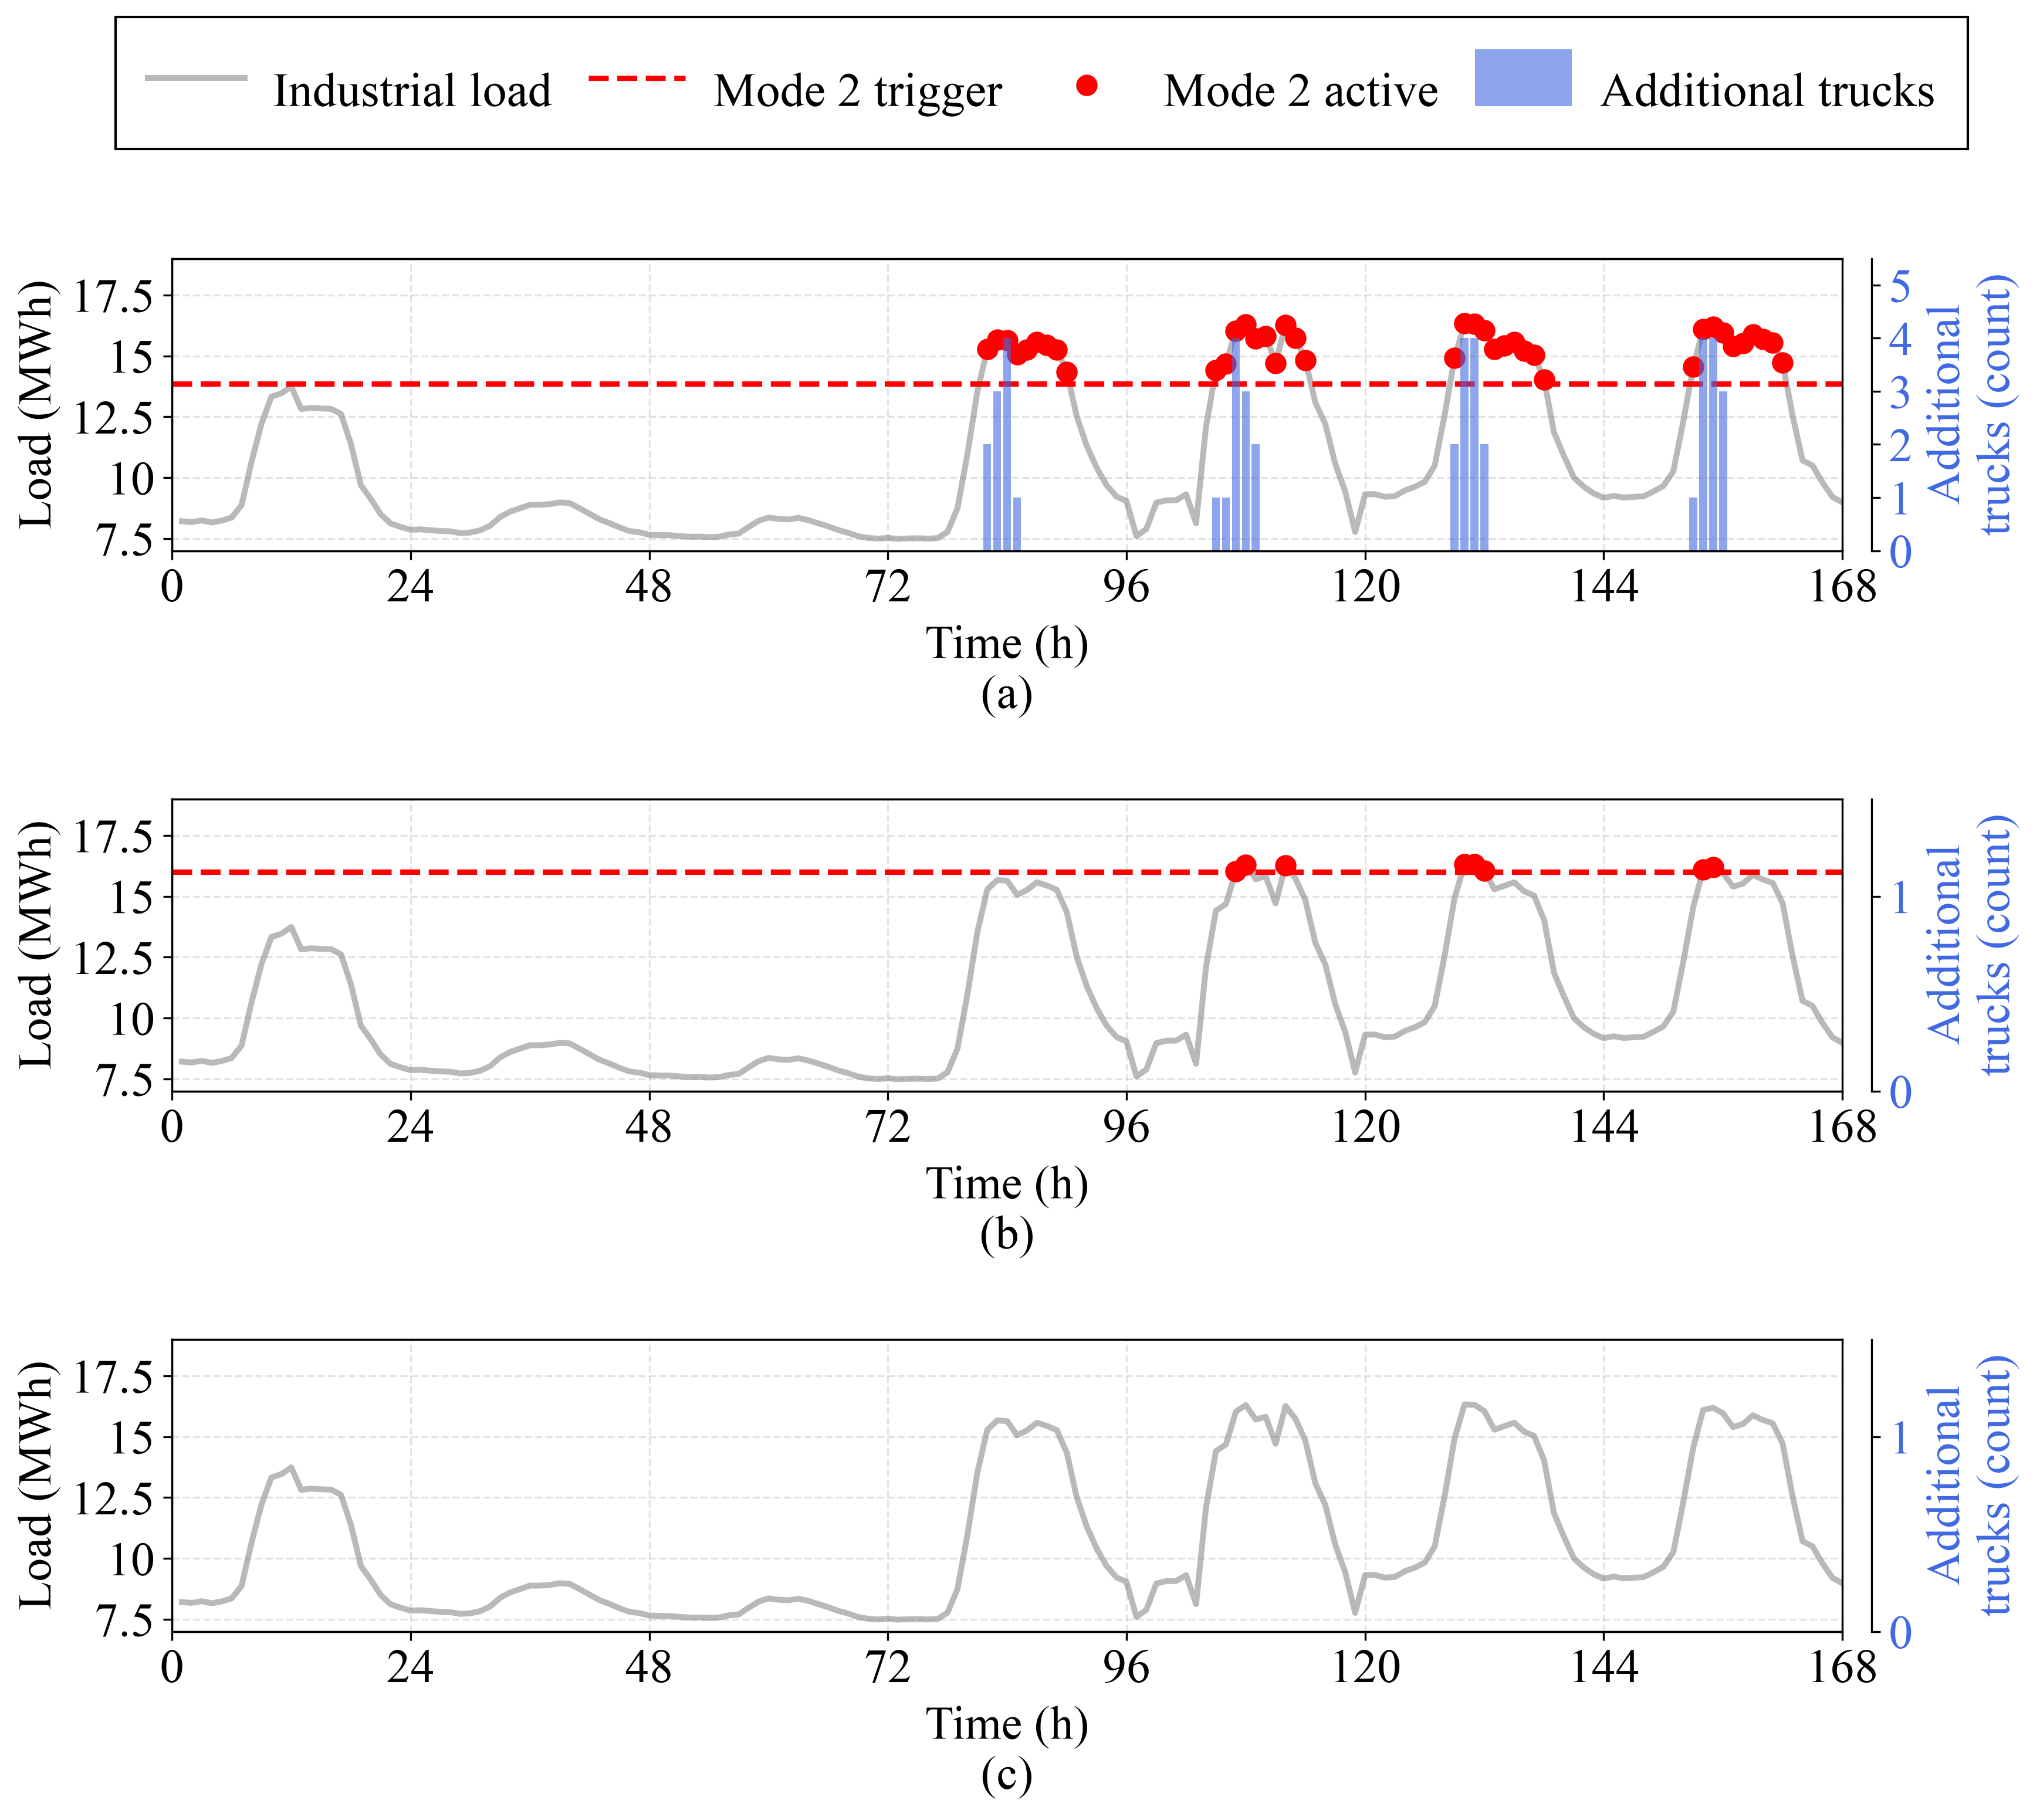 Industrial load Mode 2 trigger Mode 2 active Additional trucks
Load (MWh)
17.5
15
12.5
10
7.5
0 24 48 72 96 120 144 168
Time (h)
5
4
3
2
1
0
Additional
trucks (count)
(a)
Load (MWh)
17.5
15
12.5
10
7.5
0 24 48 72 96 120 144 168
Time (h)
1
0
Additional
trucks (count)
(b)
Load (MWh)
17.5
15
12.5
10
7.5
0 24 48 72 96 120 144 168
Time (h)
1
0
Additional
trucks (count)
(c)